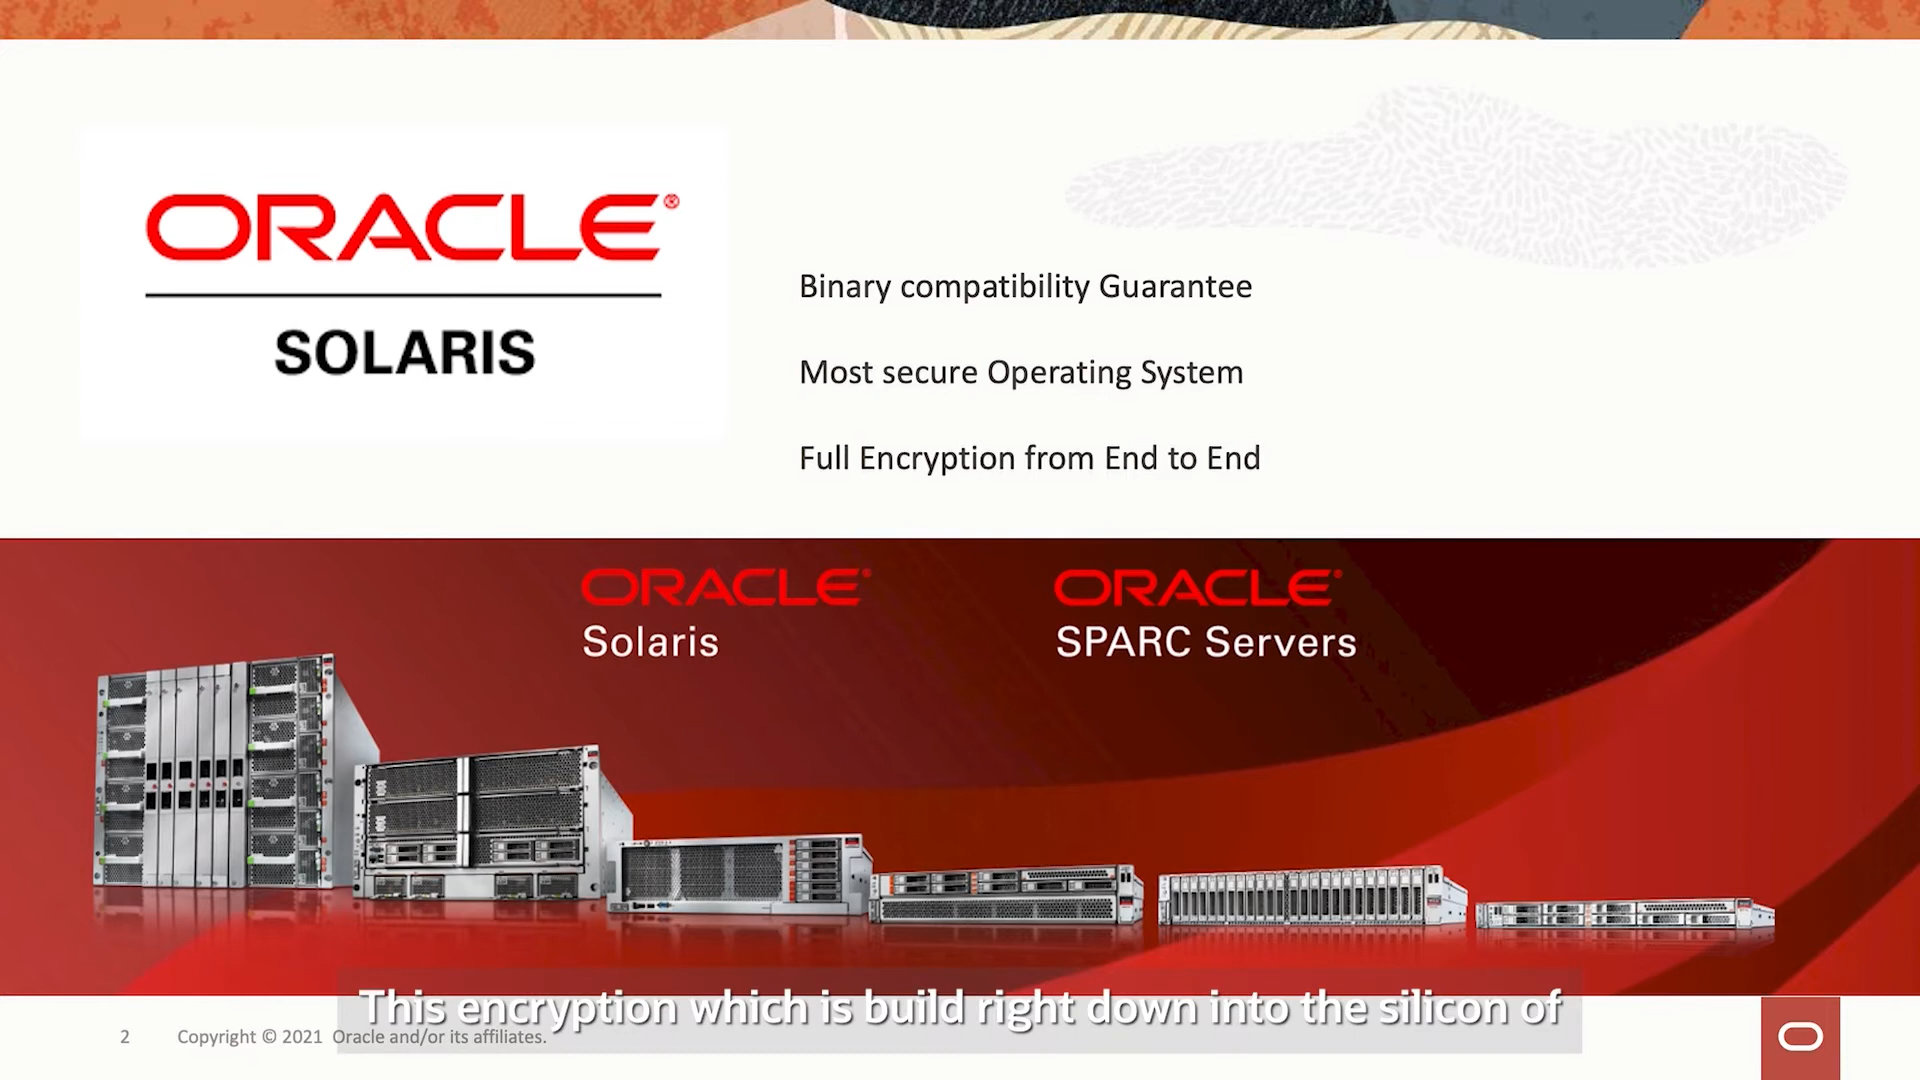 ORACLE®
SOLARIS
Binary compatibility Guarantee
Most secure Operating System
Full Encryption from End to End
ORACLE®
Solaris
ORACLE®
SPARC Servers
This encryption which is build right down into the silicon of
2 Copyright © 2021 Oracle and/or its affiliates.